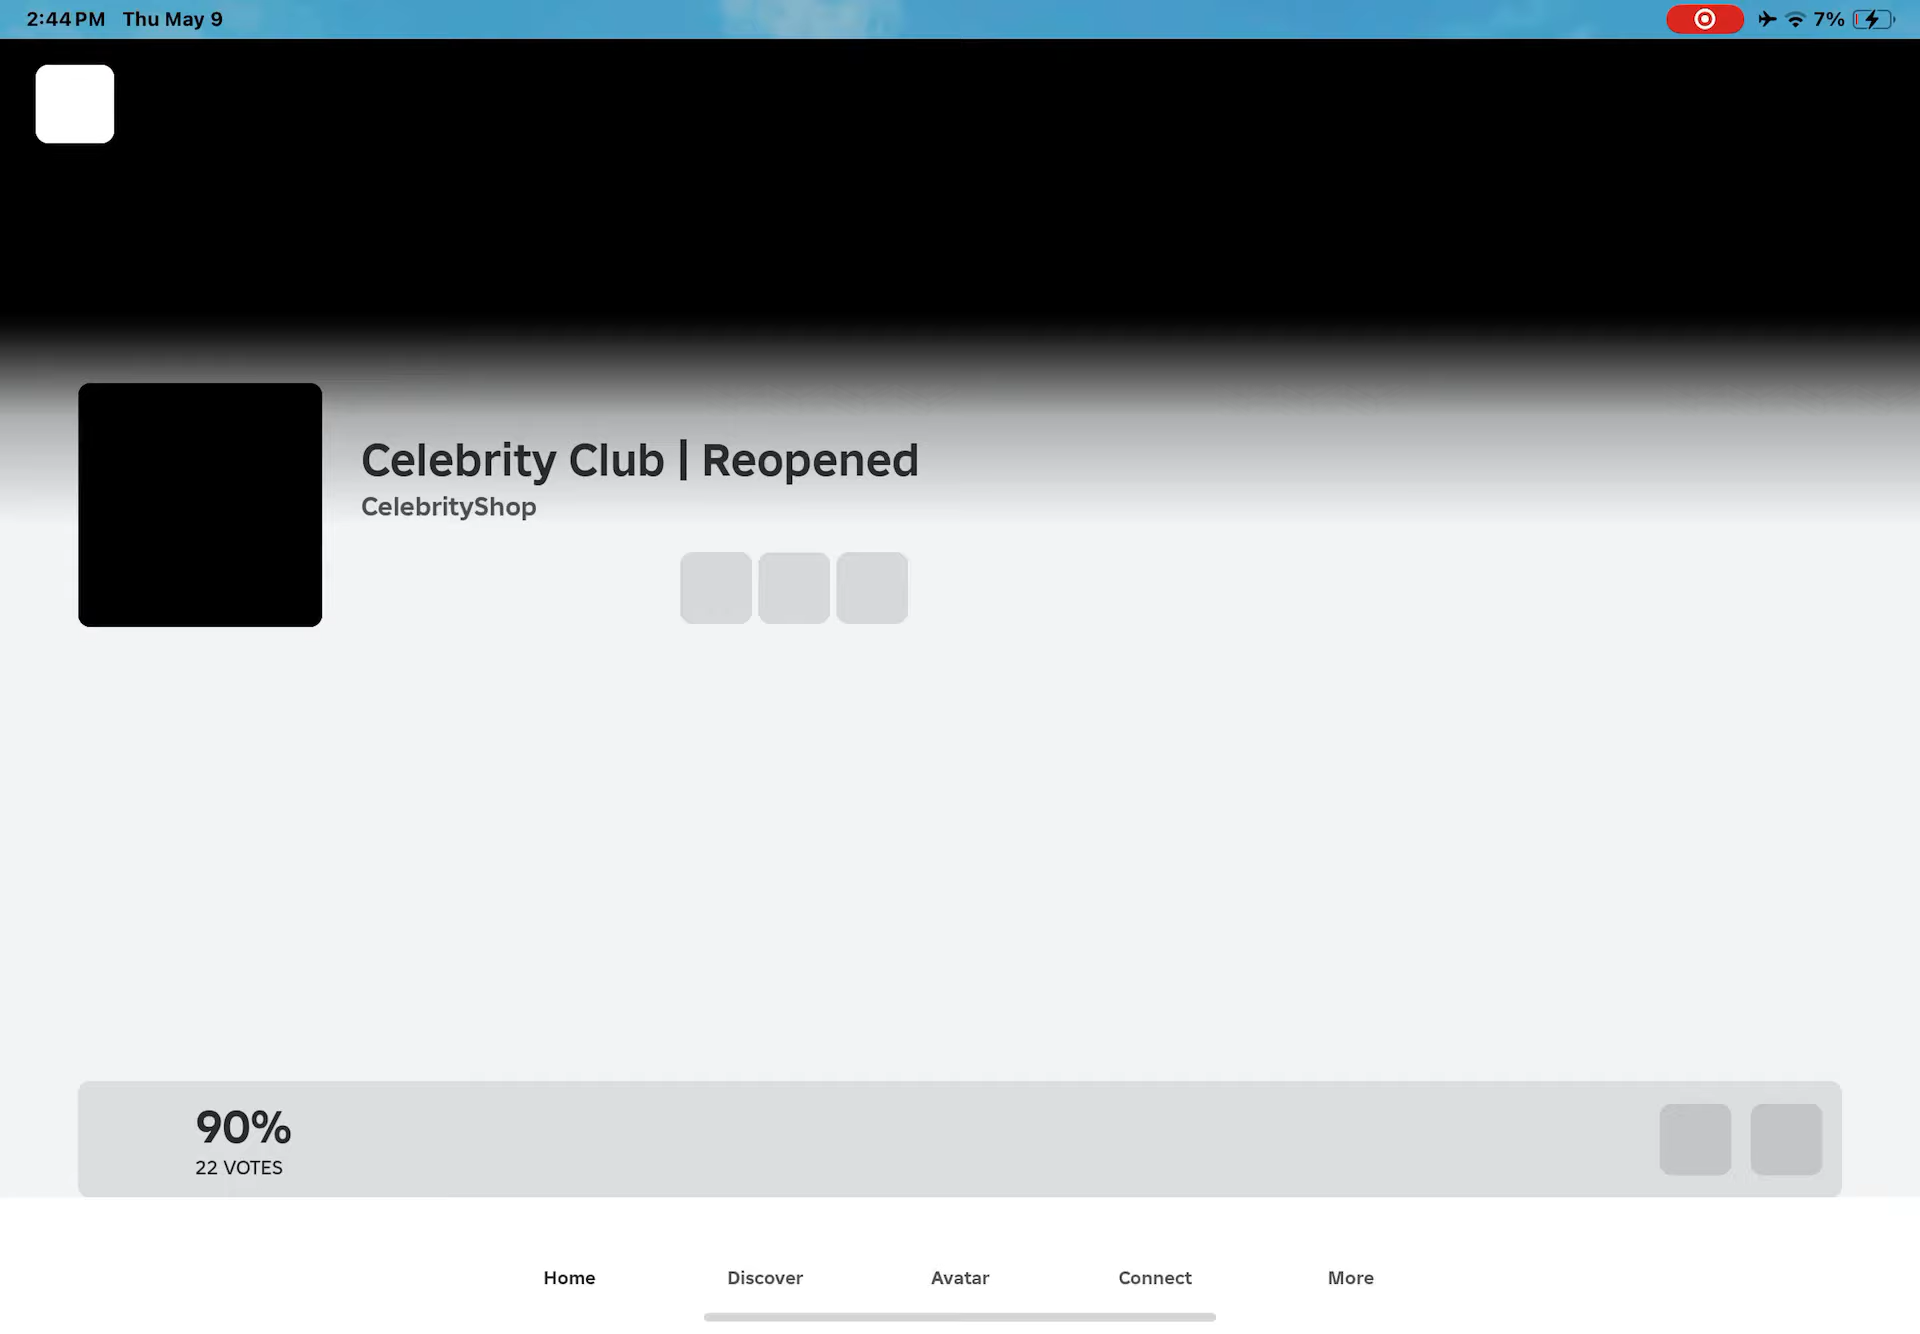 2:44 PM Thu May 9
7%
Celebrity Club | Reopened
CelebrityShop
90%
22 VOTES
Home
Discover
Avatar
Connect
More